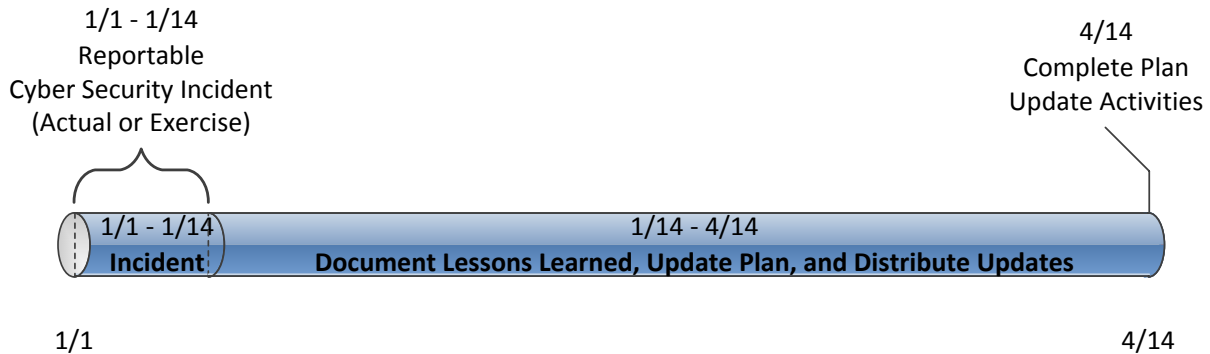 1/1 - 1/14
Reportable
Cyber Security Incident
(Actual or Exercise)
4/14
Complete Plan
Update Activities
1/1 - 1/14
Incident
1/14 - 4/14
Document Lessons Learned, Update Plan, and Distribute Updates
1/1
4/14